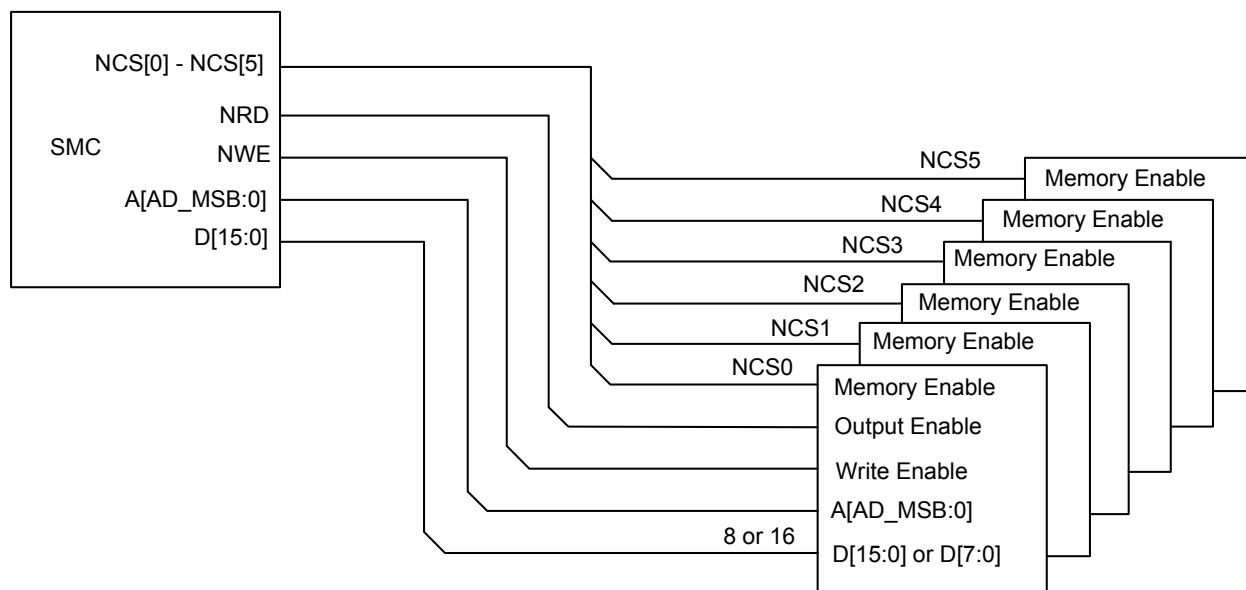 NCS[0] - NCS[5]
NRD
SMC
NWE
A[AD_MSB:0]
D[15:0]
NCS5
Memory Enable
NCS4
Memory Enable
NCS3
Memory Enable
NCS2
Memory Enable
NCS1
Memory Enable
NCS0
Memory Enable
Output Enable
Write Enable
A[AD_MSB:0]
8 or 16
D[15:0] or D[7:0]